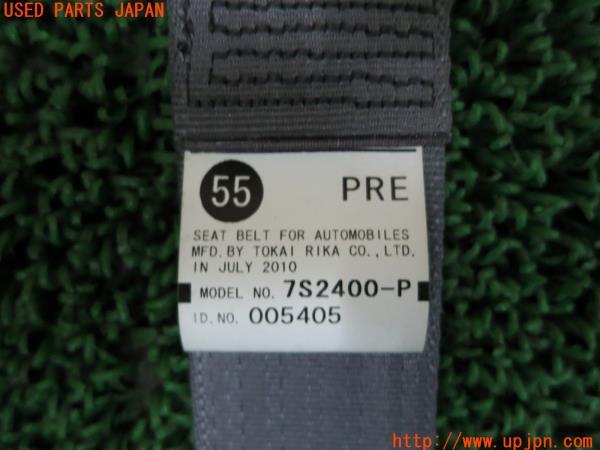 USED PARTS JAPAN
55 PRE
SEAT BELT FOR AUTOMOBILES
MFD. BY TOKAI RIKA CO., LTD.
IN JULY 2010
MODEL NO. 7S2400-P
ID. NO. 005405
http://www.upjpn.com/